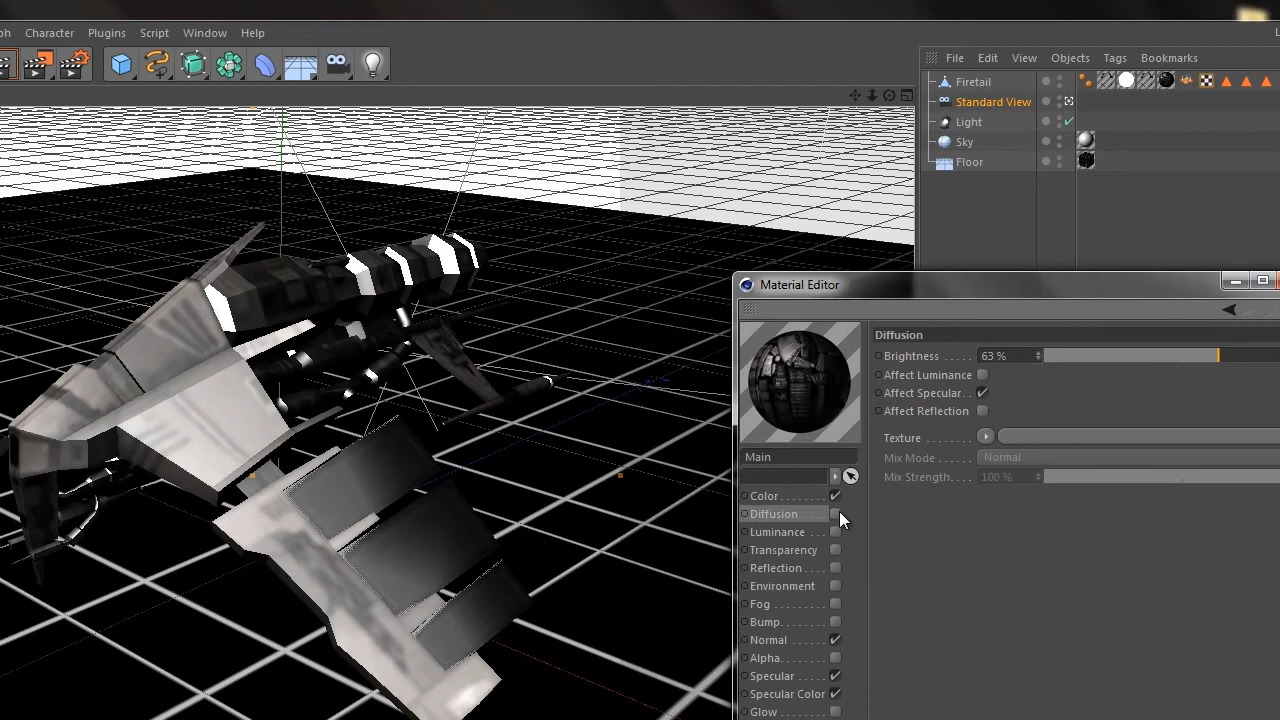 ph Character Plugins Script Window Help
File Edit View Objects Tags Bookmarks
Firetail
Standard View
Light
Sky
Floor
Material Editor
Diffusion
Brightness ..... 63 %
Affect Luminance
Affect Specular..
Affect Reflection
Texture .......
Mix Mode Normal
Mix Strength.... 100 %
Main
Color ........
Diffusion
Luminance ...
Transparency
Reflection .....
Environment
Fog .........
Bump.........
Normal ......
Alpha.........
Specular ......
Specular Color
Glow ........